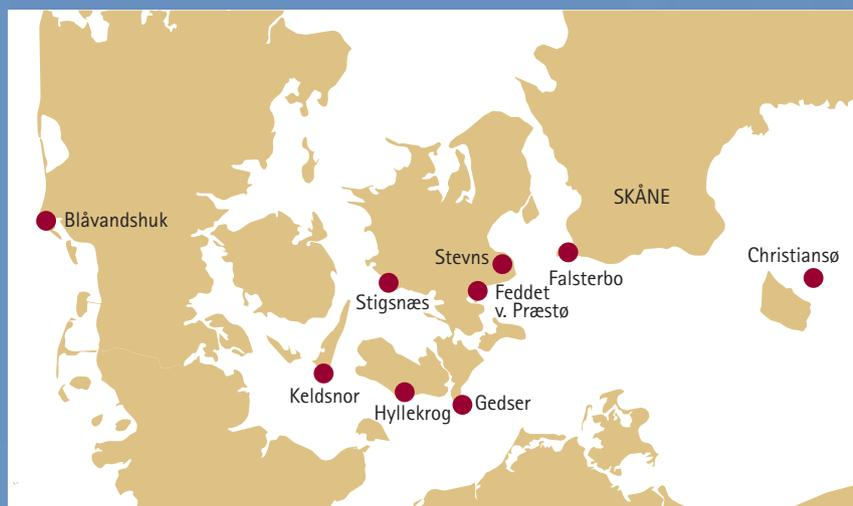 SKÅNE
Blåvandshuk
Stevns
Christiansø
Falsterbo
Stigsnæs
Feddet
v. Præstø
Keldsnor
Hyllekrog
Gedser